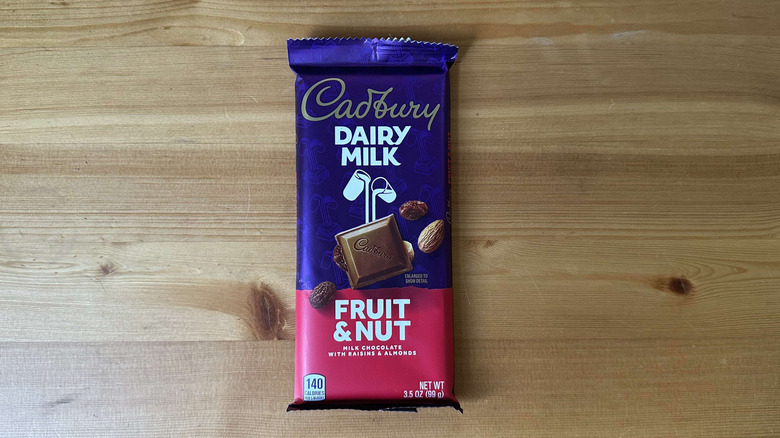 Cadbury
DAIRY
MILK
Cadbury
ENLARGED TO
SHOW DETAIL
FRUIT
& NUT
MILK CHOCOLATE
WITH RAISINS & ALMONDS
140
CALORIES
NET WT
3.5 OZ (99 g)